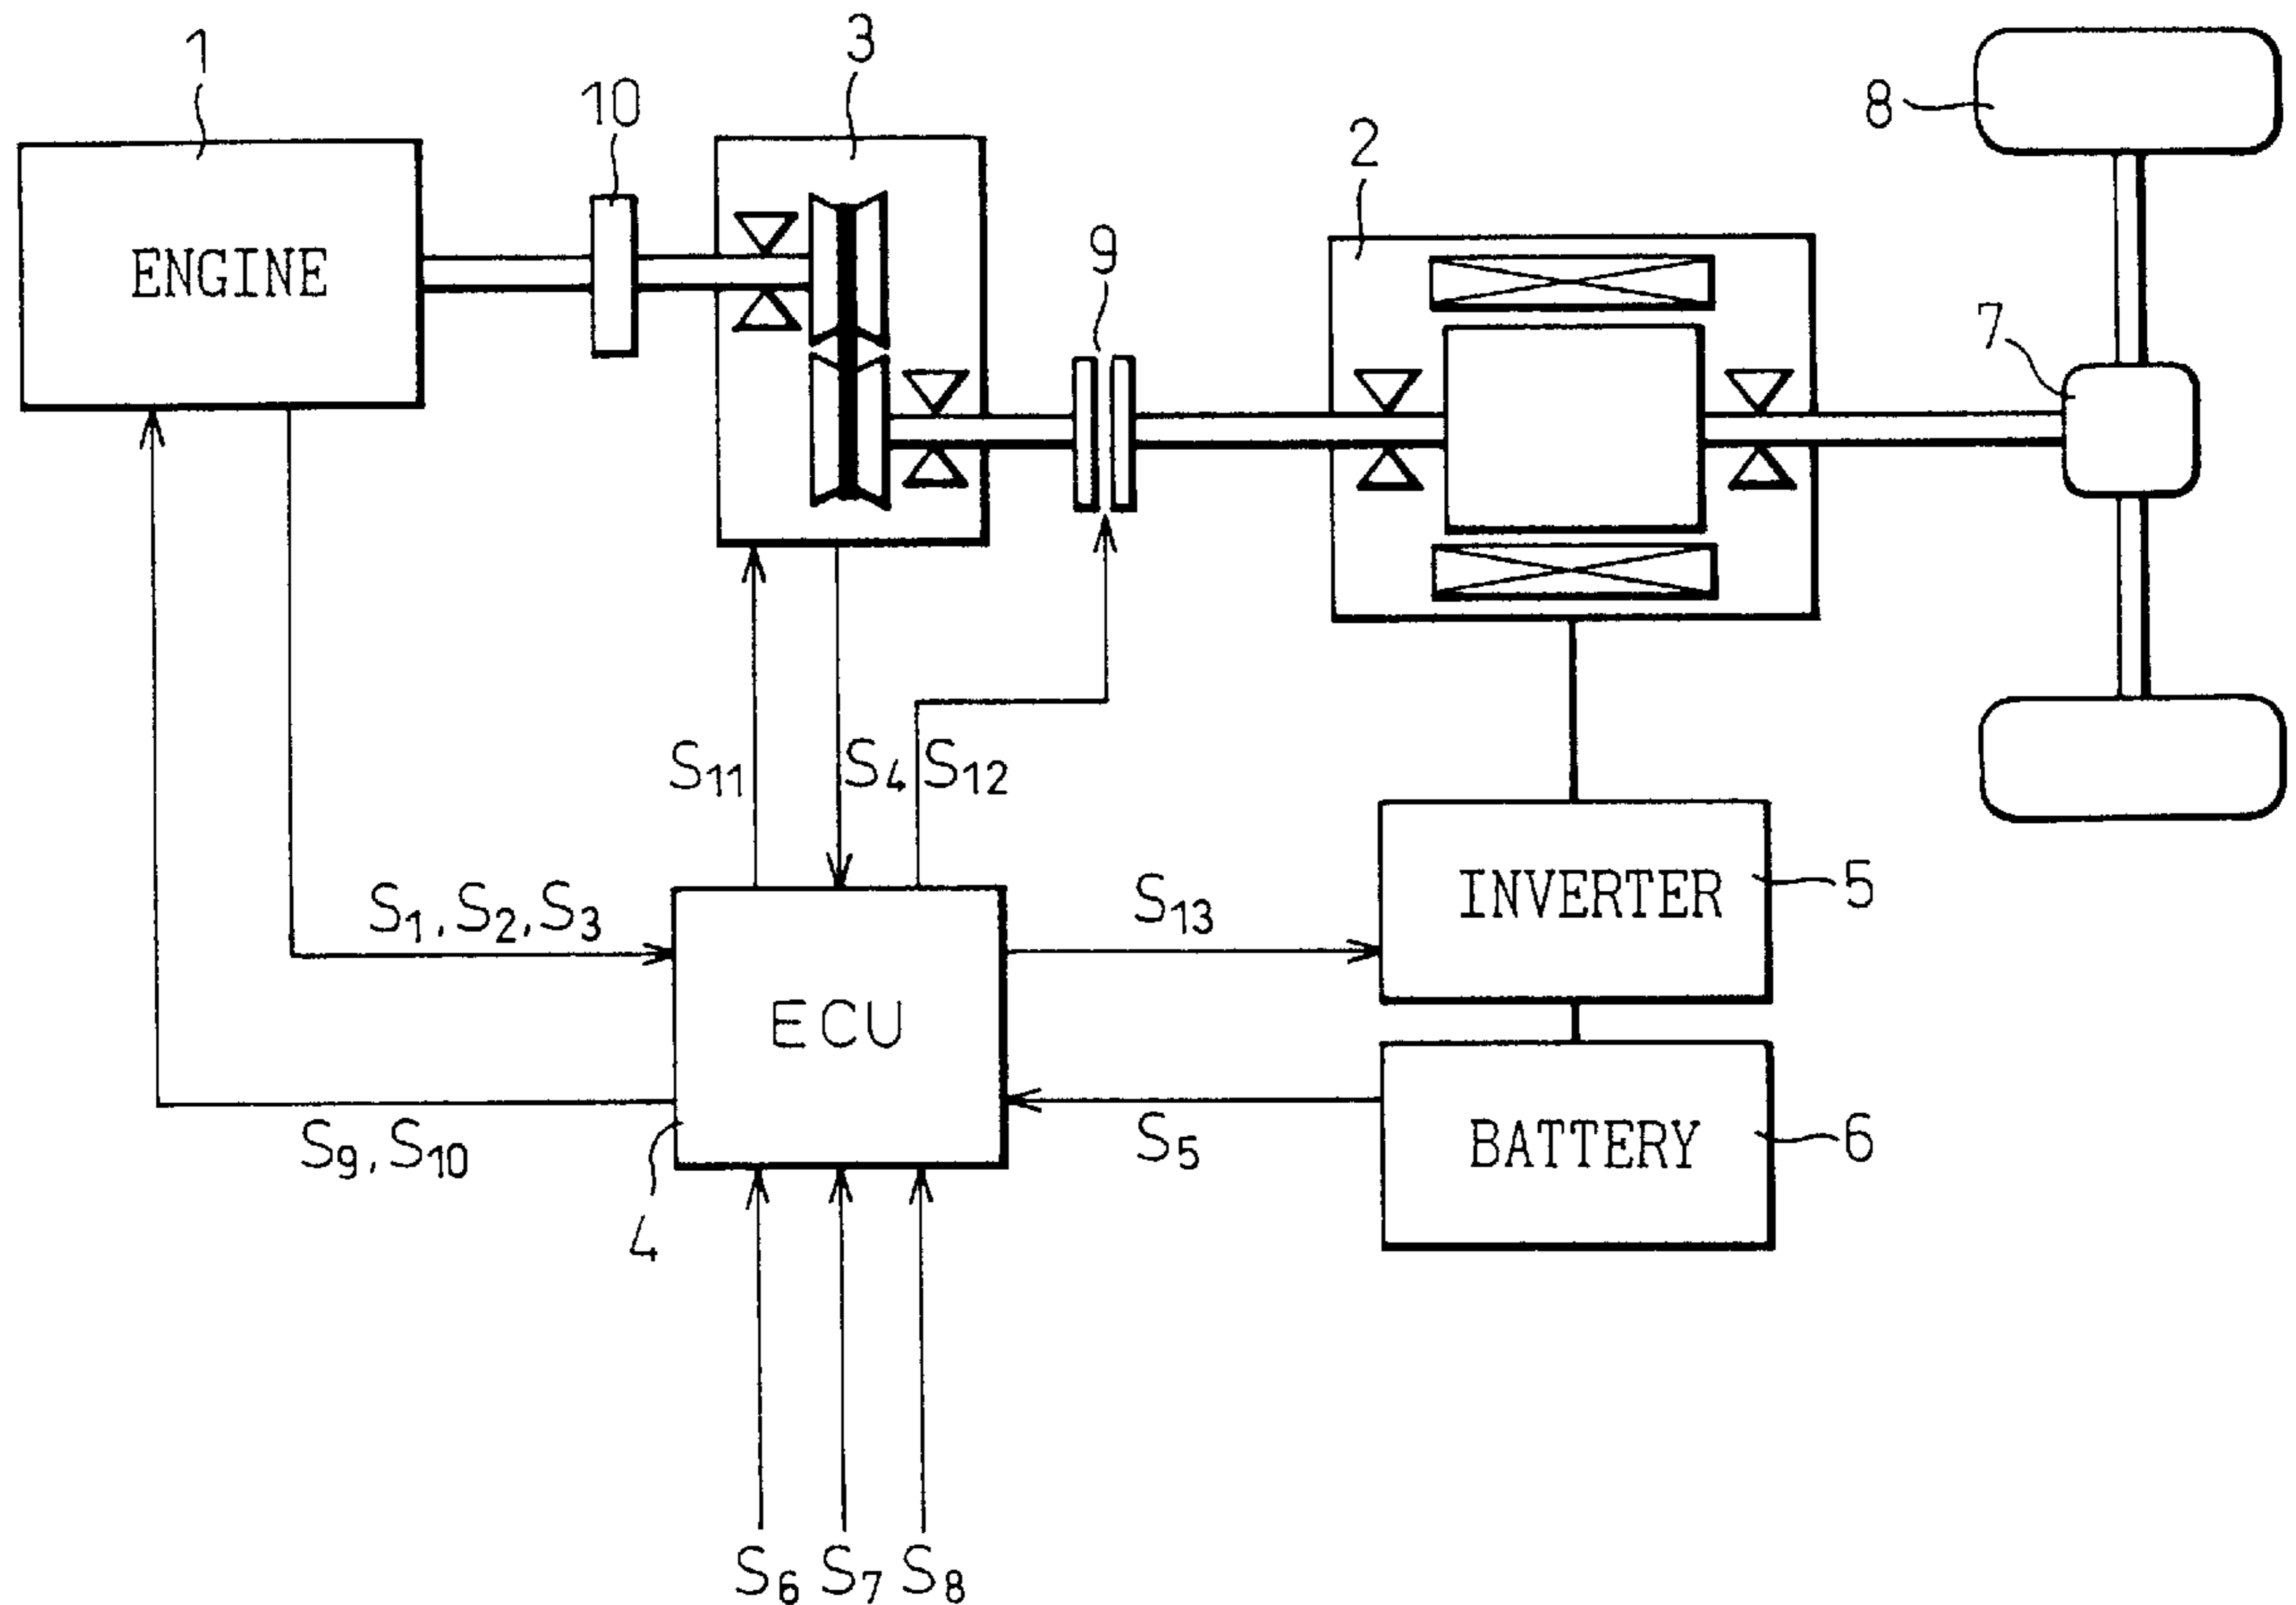 1
3
10
2
8
ENGINE
9
7
S11
S4
S12
S1, S2, S3
S13
INVERTER
5
ECU
S9, S10
S5
BATTERY
6
4
S6
S7
S8